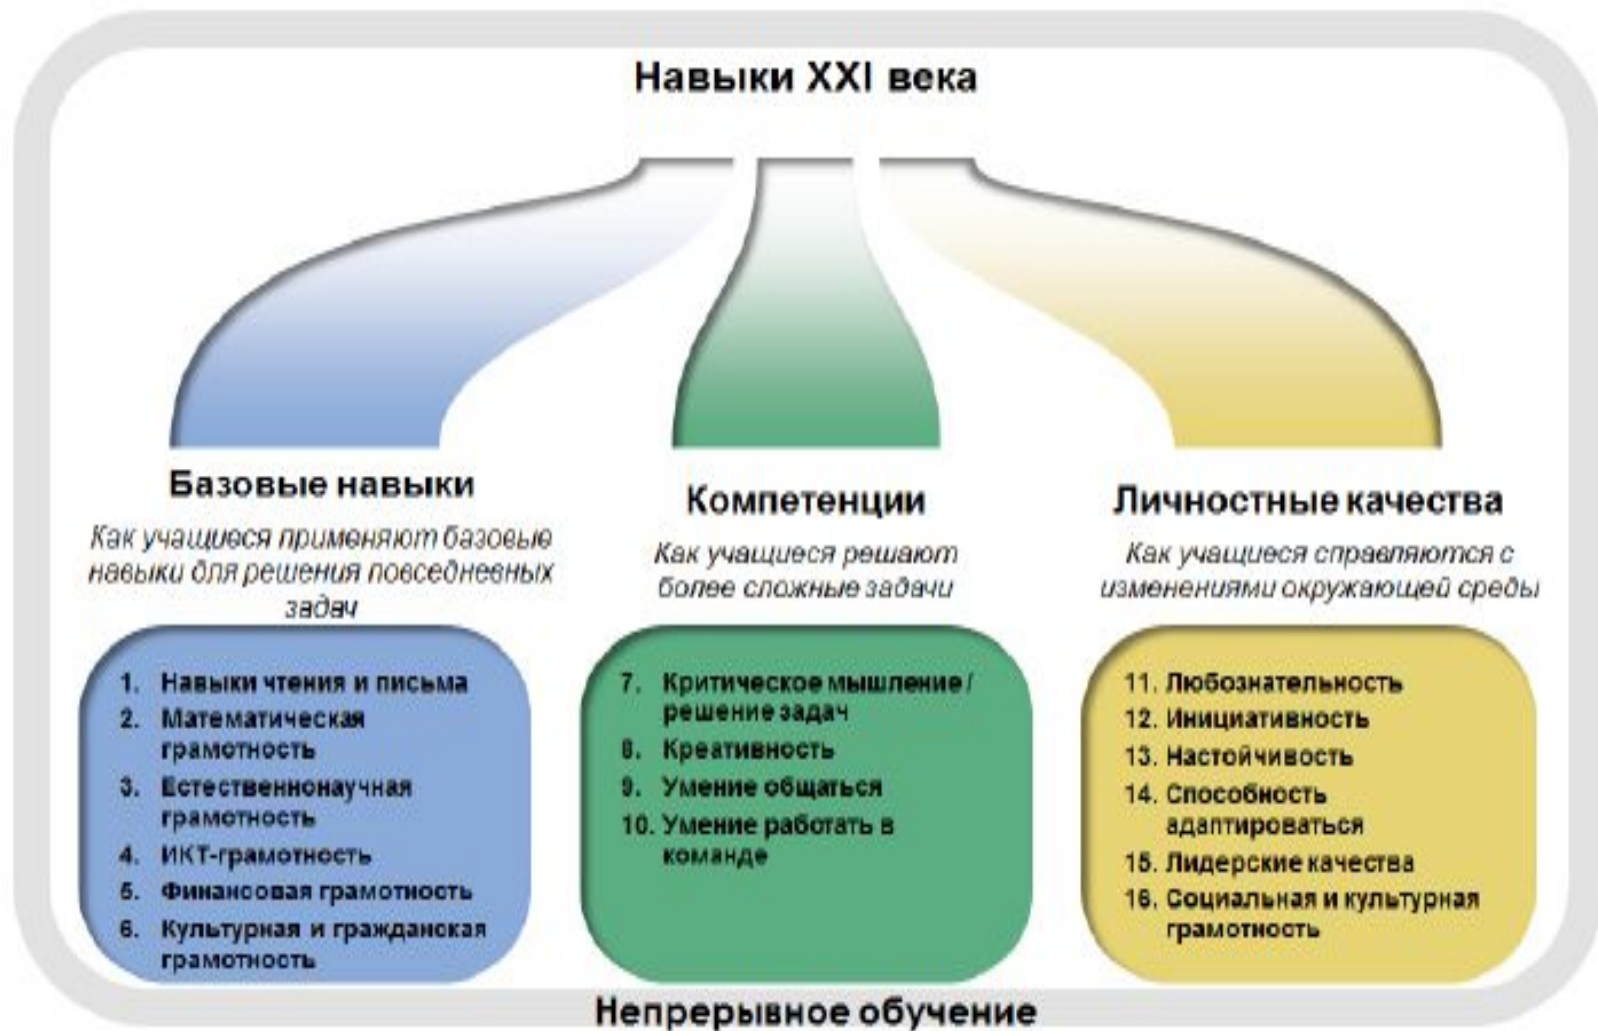 Навыки XXI века
Базовые навыки
Как учащиеся применяют базовые
навыки для решения повседневных
задач
1. Навыки чтения и письма
2. Математическая
грамотность
3. Естественнонаучная
грамотность
4. ИКТ-грамотность
5. Финансовая грамотность
6. Культурная и гражданская
грамотность
Компетенции
Как учащиеся решают
более сложные задачи
7. Критическое мышление /
решение задач
8. Креативность
9. Умение общаться
10. Умение работать в
команде
Личностные качества
Как учащиеся справляются с
изменениями окружающей среды
11. Любознательность
12. Инициативность
13. Настойчивость
14. Способность
адаптироваться
15. Лидерские качества
16. Социальная и культурная
грамотность
Непрерывное обучение